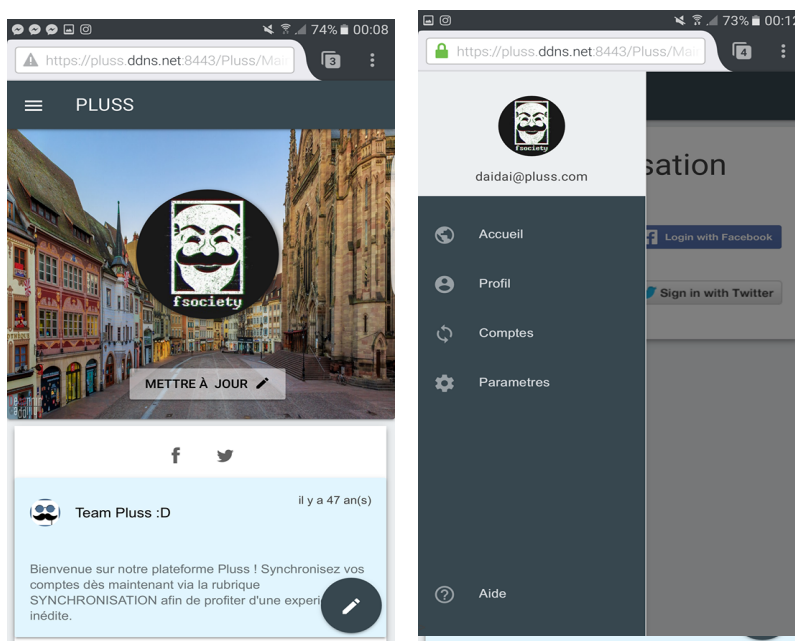 74% 00:08
https://pluss.ddns.net:8443/Pluss/Mai
3
PLUSS
fsociety
METTRE À JOUR
il y a 47 an(s)
Team Pluss :D
Bienvenue sur notre plateforme Pluss ! Synchronisez vos
comptes dès maintenant via la rubrique
SYNCHRONISATION afin de profiter d'une experi
inédite.
73% 00:12
https://pluss.ddns.net:8443/Pluss/Mai
4
fsociety
daidai@pluss.com
sation
Accueil
Login with Facebook
Profil
Sign in with Twitter
Comptes
Parametres
Aide